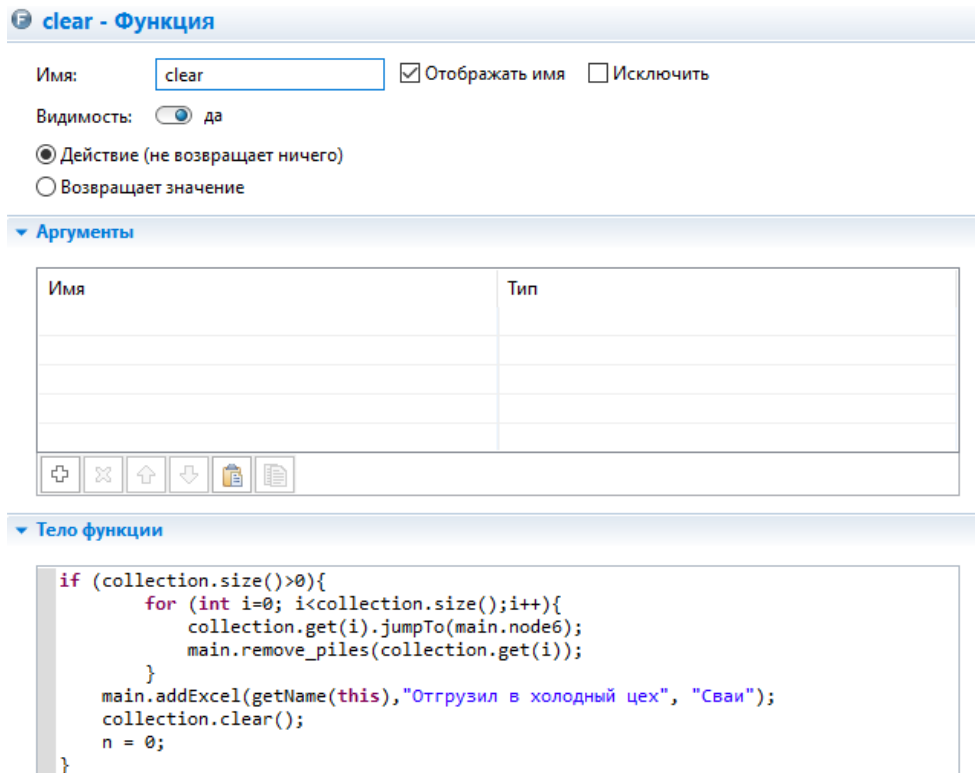 clear - Функция
Имя: clear Отображать имя Исключить
Видимость: да
Действие (не возвращает ничего)
Возвращает значение
Аргументы
Имя Тип
Тело функции
if (collection.size()>0){
for (int i=0; i<collection.size();i++){
collection.get(i).jumpTo(main.node6);
main.remove_piles(collection.get(i));
}
main.addExcel(getName(this),"Отгрузил в холодный цех", "Сваи");
collection.clear();
n = 0;
}